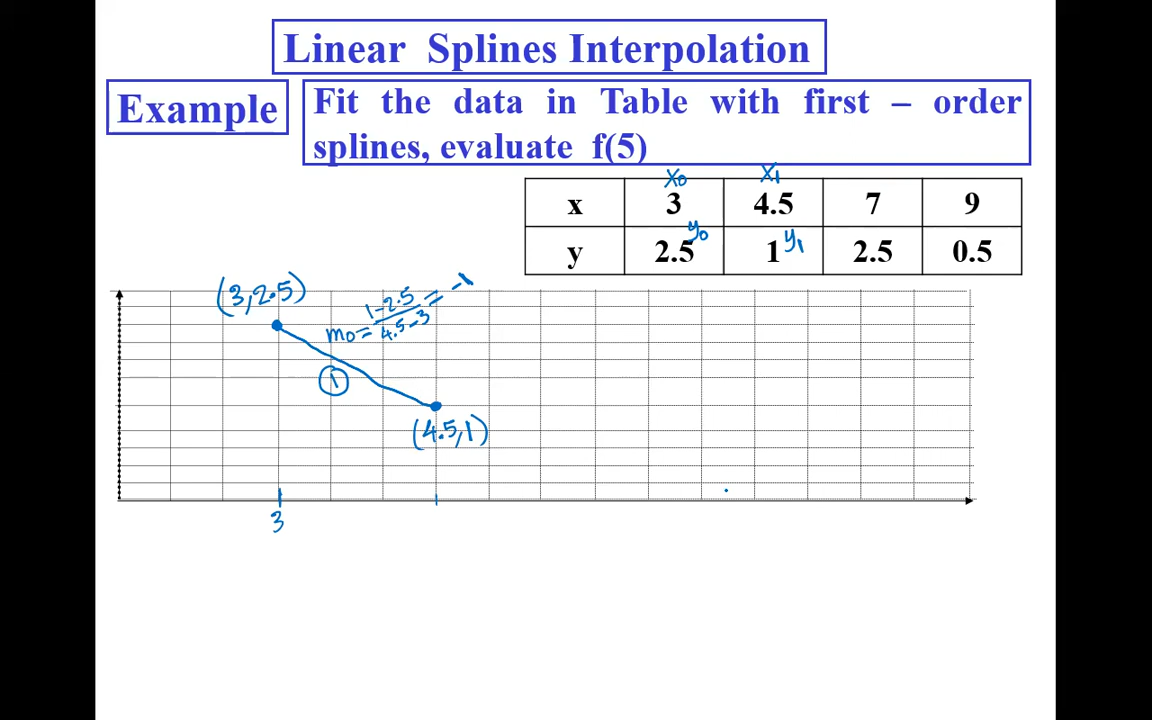 Linear Splines Interpolation
Example
Fit the data in Table with first – order
splines, evaluate f(5)
x₀ x₁
x 3 4.5 7 9
y₀ y₁
y 2.5 1 2.5 0.5
(3,2.5)
m₀ = 1-2.5 / 4.5-3 = -1
①
(4.5,1)
3